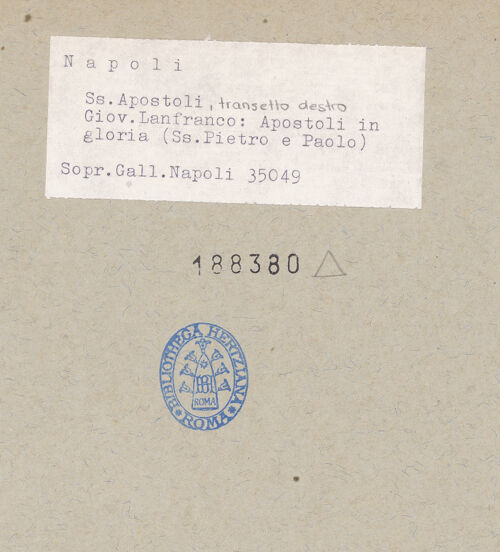 Napoli
Ss.Apostoli, transetto destro
Giov.Lanfranco: Apostoli in
gloria (Ss.Pietro e Paolo)
Sopr.Gall.Napoli 35049
188380
BIBLIOTHECA HERTZIANA
ROMA
ROMA